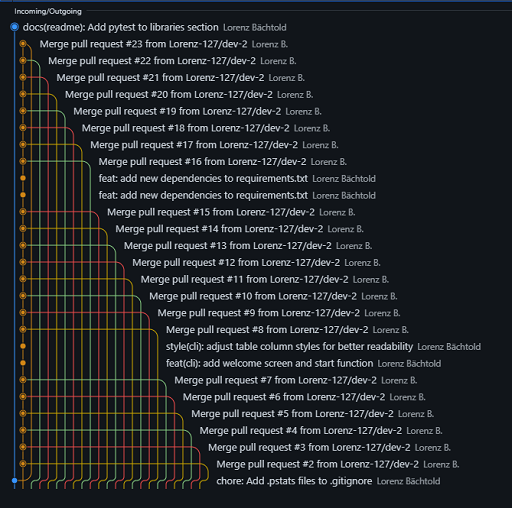 Incoming/Outgoing
docs(readme): Add pytest to libraries section Lorenz Bächtold
Merge pull request #23 from Lorenz-127/dev-2 Lorenz B.
Merge pull request #22 from Lorenz-127/dev-2 Lorenz B.
Merge pull request #21 from Lorenz-127/dev-2 Lorenz B.
Merge pull request #20 from Lorenz-127/dev-2 Lorenz B.
Merge pull request #19 from Lorenz-127/dev-2 Lorenz B.
Merge pull request #18 from Lorenz-127/dev-2 Lorenz B.
Merge pull request #17 from Lorenz-127/dev-2 Lorenz B.
Merge pull request #16 from Lorenz-127/dev-2 Lorenz B.
feat: add new dependencies to requirements.txt Lorenz Bächtold
feat: add new dependencies to requirements.txt Lorenz Bächtold
Merge pull request #15 from Lorenz-127/dev-2 Lorenz B.
Merge pull request #14 from Lorenz-127/dev-2 Lorenz B.
Merge pull request #13 from Lorenz-127/dev-2 Lorenz B.
Merge pull request #12 from Lorenz-127/dev-2 Lorenz B.
Merge pull request #11 from Lorenz-127/dev-2 Lorenz B.
Merge pull request #10 from Lorenz-127/dev-2 Lorenz B.
Merge pull request #9 from Lorenz-127/dev-2 Lorenz B.
Merge pull request #8 from Lorenz-127/dev-2 Lorenz B.
style(cli): adjust table column styles for better readability Lorenz Bächtold
feat(cli): add welcome screen and start function Lorenz Bächtold
Merge pull request #7 from Lorenz-127/dev-2 Lorenz B.
Merge pull request #6 from Lorenz-127/dev-2 Lorenz B.
Merge pull request #5 from Lorenz-127/dev-2 Lorenz B.
Merge pull request #4 from Lorenz-127/dev-2 Lorenz B.
Merge pull request #3 from Lorenz-127/dev-2 Lorenz B.
Merge pull request #2 from Lorenz-127/dev-2 Lorenz B.
chore: Add .pstats files to .gitignore Lorenz Bächtold